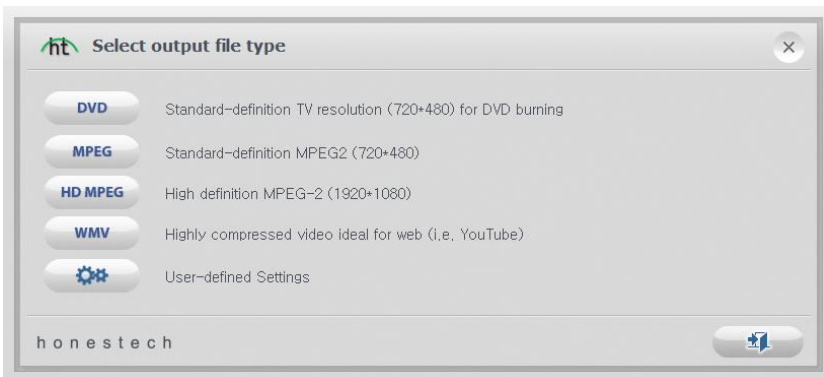 ht Select output file type
DVD Standard-definition TV resolution (720*480) for DVD burning
MPEG Standard-definition MPEG2 (720*480)
HD MPEG High definition MPEG-2 (1920*1080)
WMV Highly compressed video ideal for web (i.e. YouTube)
User-defined Settings
honestech